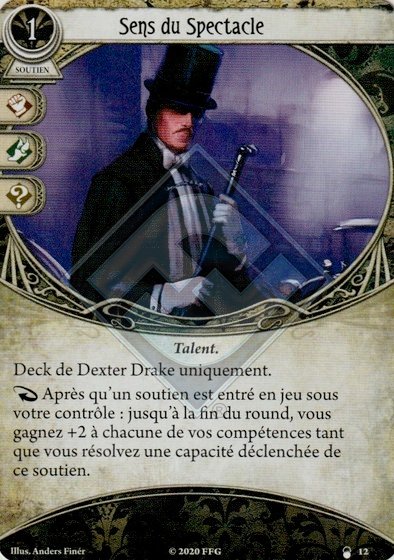 1
Sens du Spectacle
SOUTIEN
Talent.
Deck de Dexter Drake uniquement.
Après qu'un soutien est entré en jeu sous
votre contrôle : jusqu'à la fin du round, vous
gagnez +2 à chacune de vos compétences tant
que vous résolvez une capacité déclenchée de
ce soutien.
Illus. Anders Finér
© 2020 FFG
12